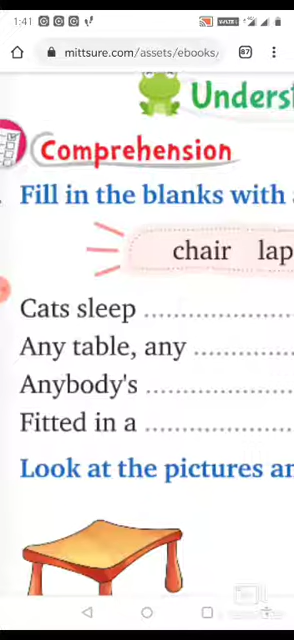 1:41
87
mittsure.com/assets/ebooks/
Unders
Comprehension
Fill in the blanks with
chair lap
Cats sleep ........................
Any table, any ................
Anybody's ........................
Fitted in a ........................
Look at the pictures an